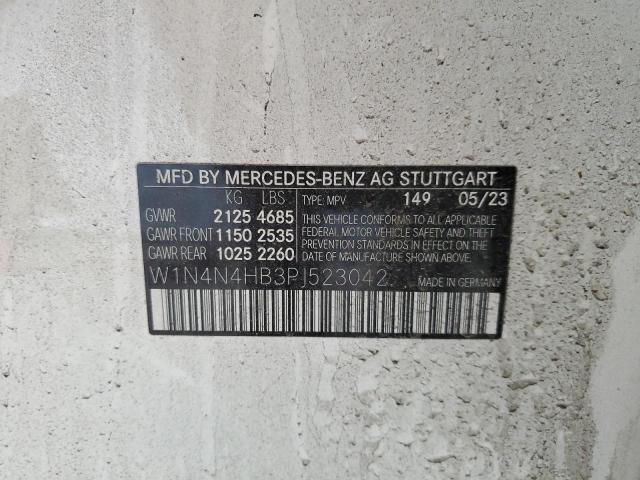 MFD BY MERCEDES-BENZ AG STUTTGART
KG LBS TYPE: MPV 149 05/23
GVWR 2125 4685 THIS VEHICLE CONFORMS TO ALL APPLICABLE
GAWR FRONT 1150 2535 FEDERAL MOTOR VEHICLE SAFETY, BUMPER, AND THEFT
GAWR REAR 1025 2260 PREVENTION STANDARDS IN EFFECT ON THE DATE OF MANUFACTURE SHOWN ABOVE.
W1N4N4HB3PJ523042 MADE IN GERMANY